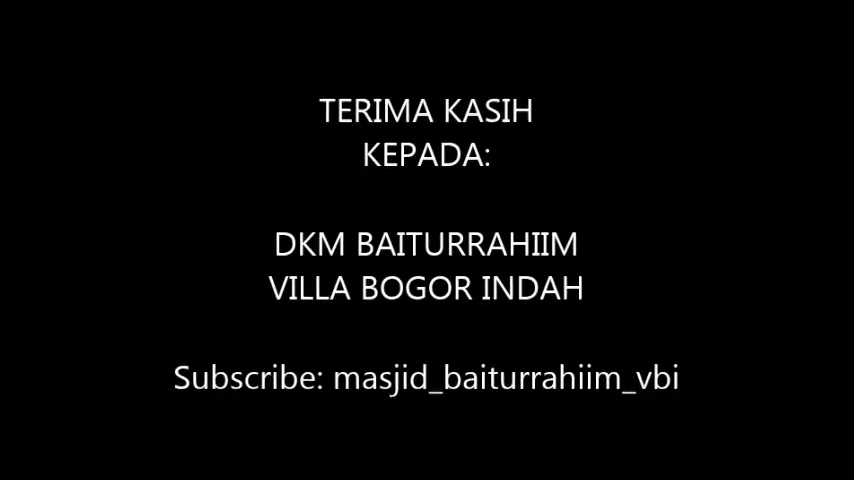 TERIMA KASIH
KEPADA:
DKM BAITURRAHIIM
VILLA BOGOR INDAH
Subscribe: masjid_baiturrahiim_vbi